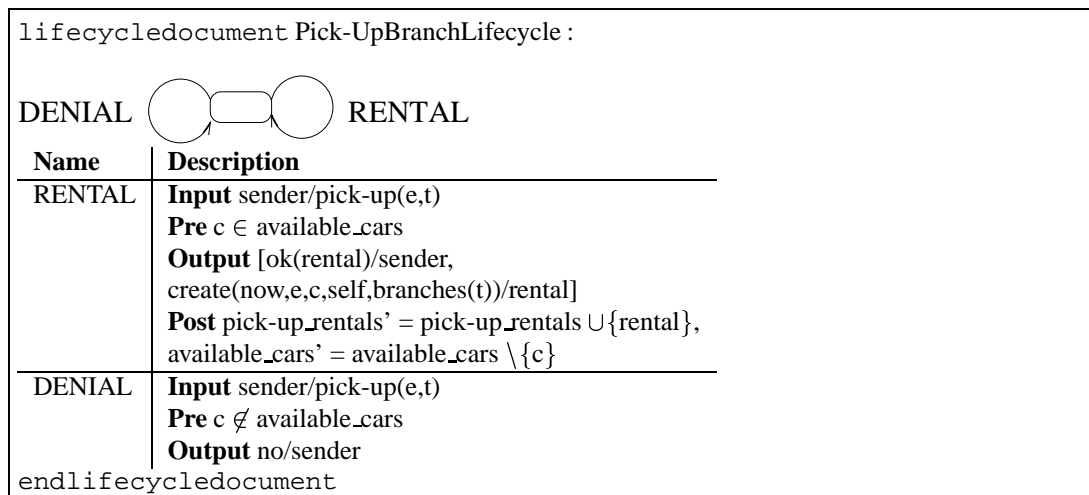 lifecycledocument Pick-UpBranchLifecycle :
DENIAL RENTAL
Name Description
RENTAL Input sender/pick-up(e,t)
Pre c ∈ available_cars
Output [ok(rental)/sender,
create(now,e,c,self,branches(t))/rental]
Post pick-up_rentals’ = pick-up_rentals ∪{rental},
available_cars’ = available_cars \{c}
DENIAL Input sender/pick-up(e,t)
Pre c ∉ available_cars
Output no/sender
endlifecycledocument